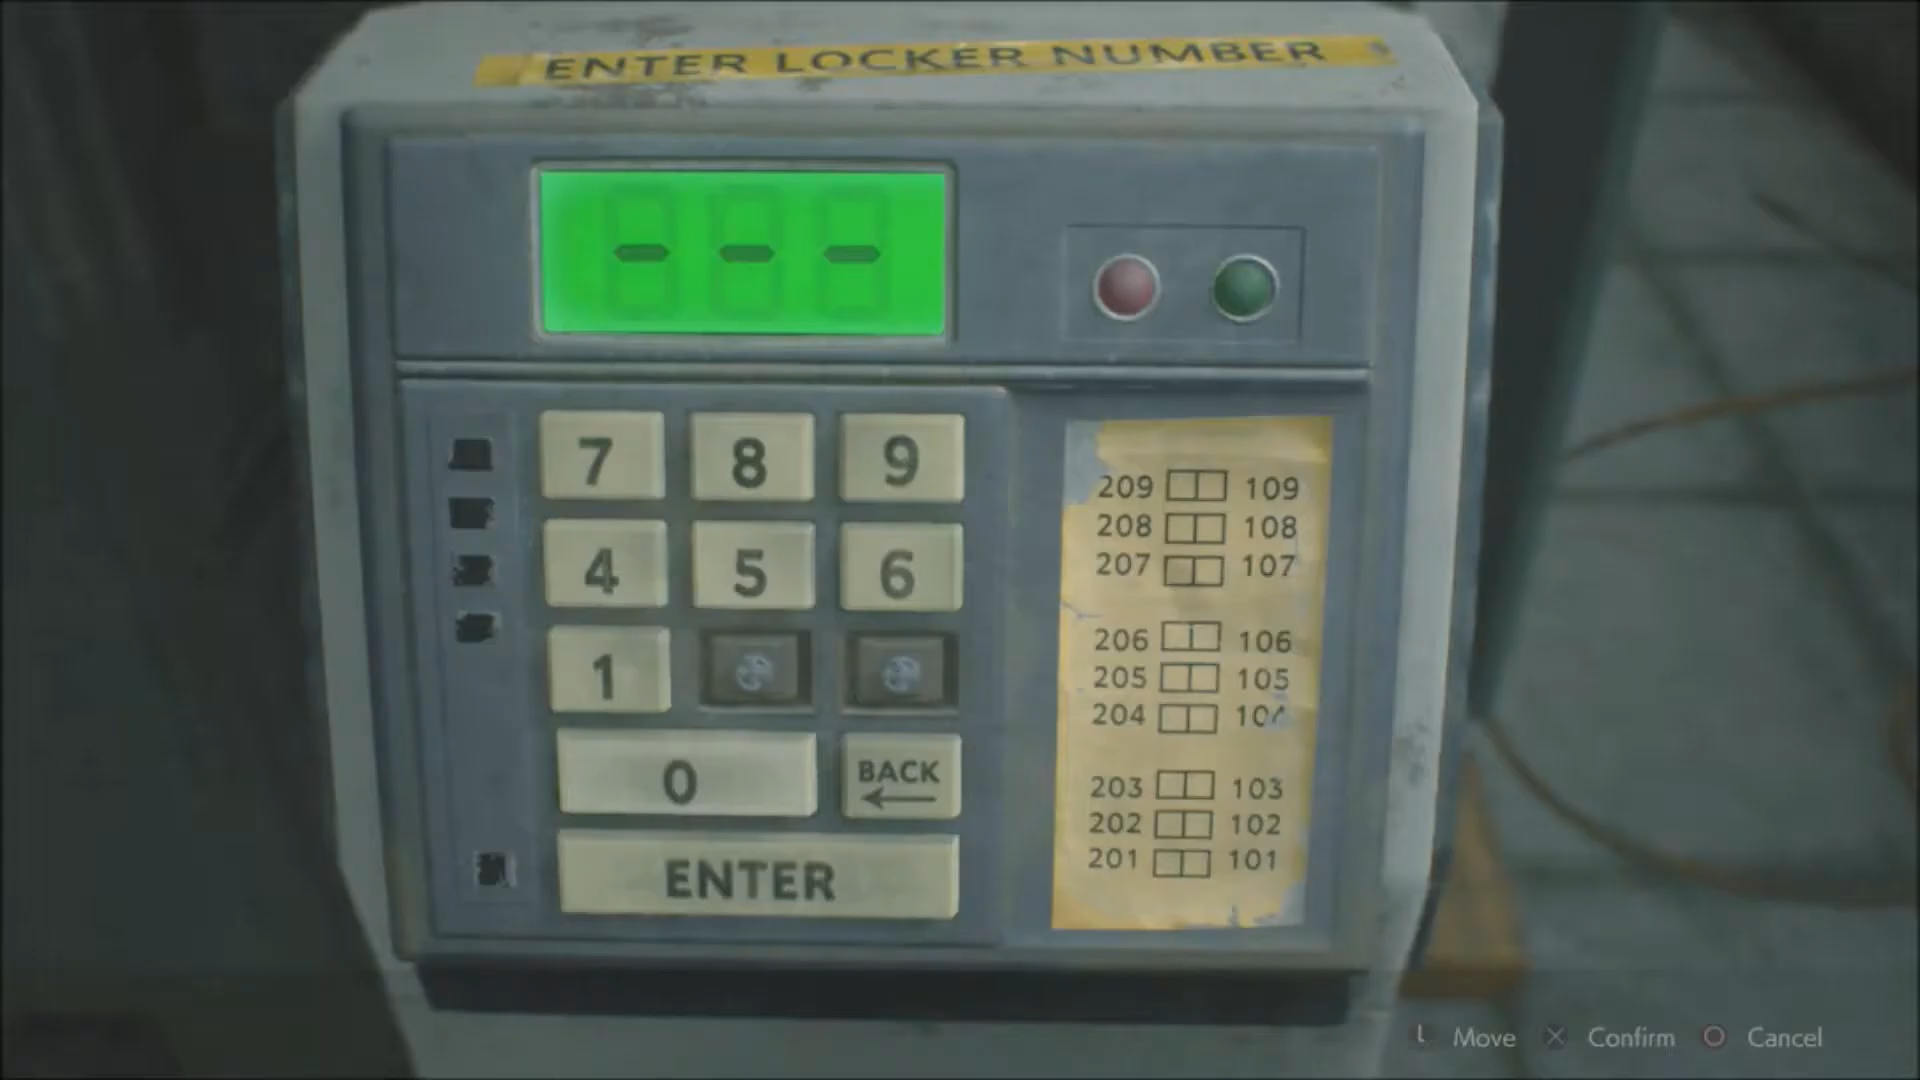 ENTER LOCKER NUMBER
- - -
7 8 9
4 5 6
1
0 BACK
ENTER
209 109
208 108
207 107
206 106
205 105
204 104
203 103
202 102
201 101
L Move X Confirm O Cancel